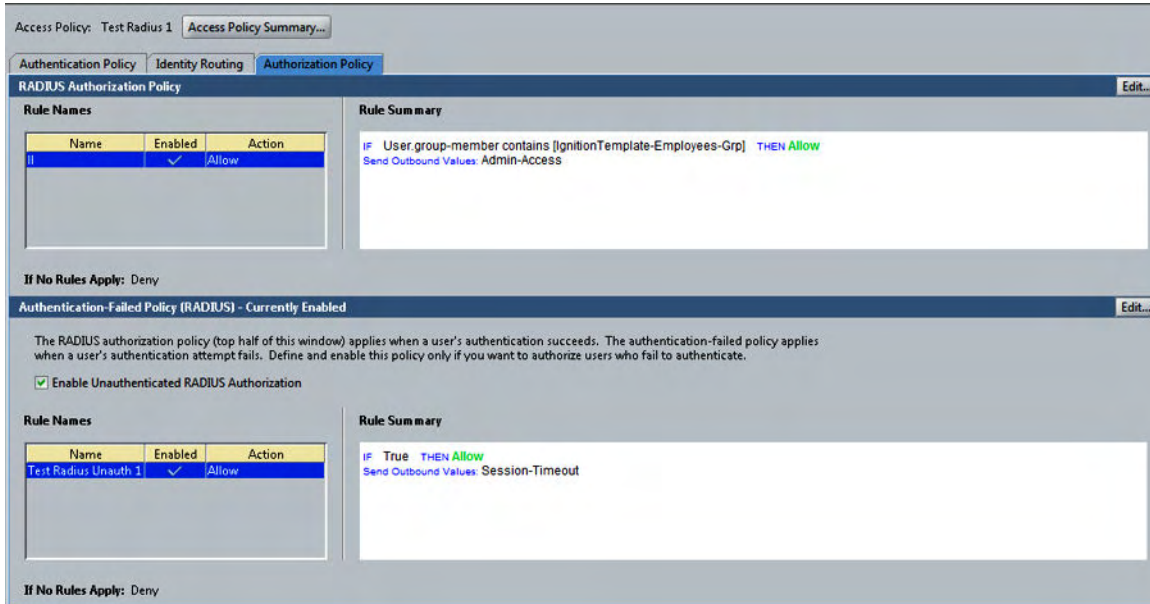 Access Policy: Test Radius 1 Access Policy Summary...
Authentication Policy Identity Routing Authorization Policy
RADIUS Authorization Policy Edit...
Rule Names Rule Summary
Name Enabled Action
IF User.group-member contains [IgnitionTemplate-Employees-Grp] THEN Allow
II Allow
Send Outbound Values: Admin-Access
If No Rules Apply: Deny
Authentication-Failed Policy (RADIUS) - Currently Enabled Edit...
The RADIUS authorization policy (top half of this window) applies when a user's authentication succeeds. The authentication-failed policy applies
when a user's authentication attempt fails. Define and enable this policy only if you want to authorize users who fail to authenticate.
Enable Unauthenticated RADIUS Authorization
Rule Names Rule Summary
Name Enabled Action
IF True THEN Allow
Test Radius Unauth 1 Allow
Send Outbound Values: Session-Timeout
If No Rules Apply: Deny